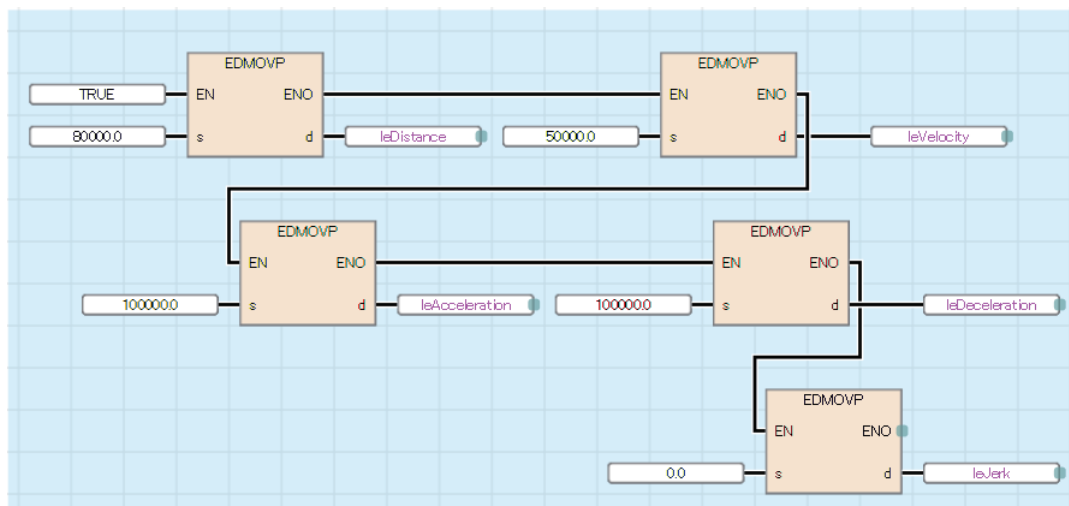 EDMOVP EDMOVP
TRUE EN ENO EN ENO
80000.0 s d leDistance 50000.0 s d leVelocity
EDMOVP EDMOVP
EN ENO EN ENO
100000.0 s d leAcceleration 100000.0 s d leDeceleration
EDMOVP
EN ENO
0.0 s d leJerk